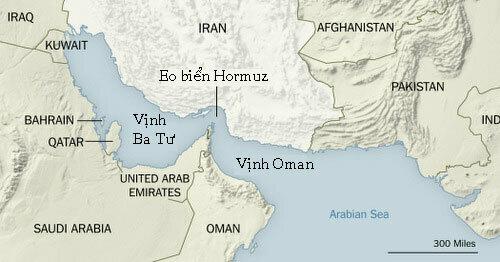 IRAQ
IRAN
AFGHANISTAN
KUWAIT
Eo biển Hormuz
PAKISTAN
BAHRAIN
Vịnh
Ba Tư
IND
QATAR
Vịnh Oman
UNITED ARAB
EMIRATES
Arabian Sea
SAUDI ARABIA
OMAN
300 Miles